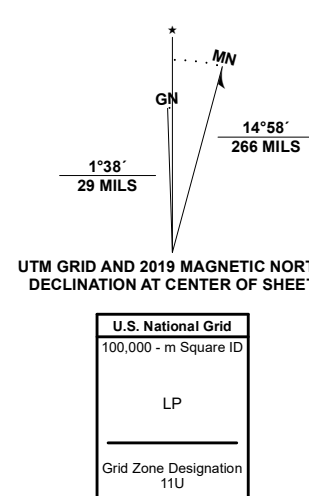 ★
MN
GN
14°58´
266 MILS
1°38´
29 MILS
UTM GRID AND 2019 MAGNETIC NORT
DECLINATION AT CENTER OF SHEET
U.S. National Grid
100,000 - m Square ID
LP
Grid Zone Designation
11U